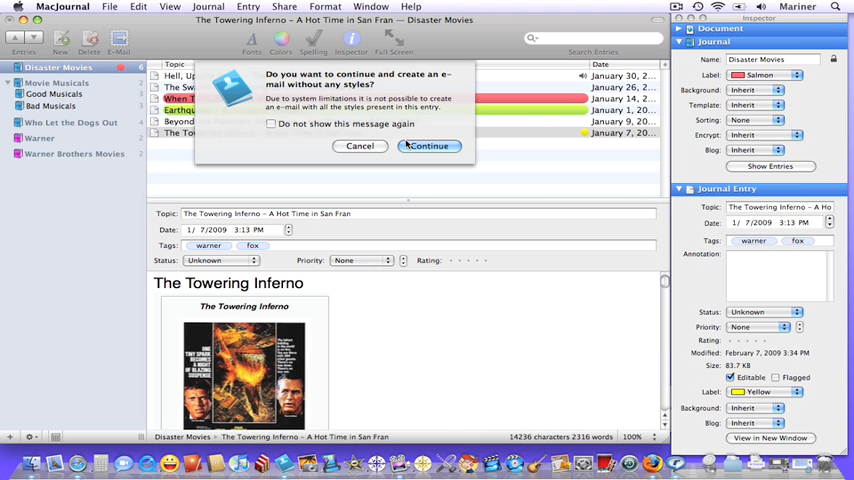 MacJournal File Edit View Journal Entry Share Format Window Help Mariner
The Towering Inferno – A Hot Time in San Fran (Disaster Movies)
Entries New Delete E-Mail Fonts Colors Spelling Inspector Full Screen Search Entries
Disaster Movies 6
Movie Musicals
Good Musicals
Bad Musicals
Who Let the Dogs Out
Warner
Warner Brothers Movies
Topic Date
Hell, Up January 30, 2...
The Swa January 26, 2...
When T January 14, 2...
Earthqu January 1, 20...
Beyond January 9, 20...
The To January 7, 20...
Do you want to continue and create an e-
mail without any styles?
Due to system limitations it is not possible to create
an e-mail with all the styles present in this entry.
Do not show this message again
Cancel Continue
Topic: The Towering Inferno – A Hot Time in San Fran
Date: 1/ 7/2009 3:13 PM
Tags: warner fox
Status: Unknown Priority: None Rating:
The Towering Inferno
The Towering Inferno
ONE
TINY SPARK
BECOMES
A NIGHT
OF BLAZING
SUSPENSE
Disaster Movies › The Towering Inferno – A Hot Time in San Fran 14236 characters 2316 words 100%
Inspector
Document
Journal
Name: Disaster Movies
Label: Salmon
Background: Inherit
Template: Inherit
Sorting: None
Encrypt: Inherit
Blog: Inherit
Show Entries
Journal Entry
Topic: The Towering Inferno – A Ho
Date: 1/ 7/2009 3:13 PM
Tags: warner fox
Annotation:
Status: Unknown
Priority: None
Rating:
Modified: February 7, 2009 3:34 PM
Size: 83.7 KB
Editable Flagged
Label: Yellow
Background: Inherit
Blog: Inherit
View in New Window